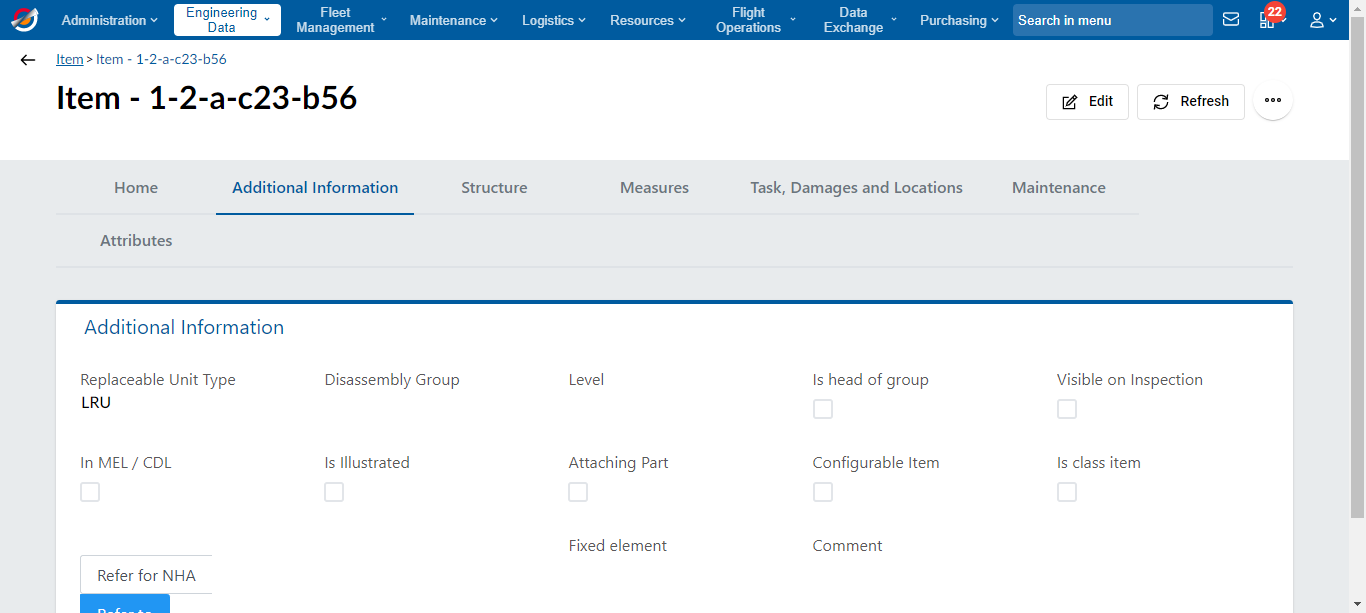 Administration
Engineering
Data
Fleet
Management
Maintenance
Logistics
Resources
Flight
Operations
Data
Exchange
Purchasing
Search in menu
22
Item > Item - 1-2-a-c23-b56
Item - 1-2-a-c23-b56
Edit
Refresh
Home
Additional Information
Structure
Measures
Task, Damages and Locations
Maintenance
Attributes
Additional Information
Replaceable Unit Type
LRU
Disassembly Group
Level
Is head of group
Visible on Inspection
In MEL / CDL
Is Illustrated
Attaching Part
Configurable Item
Is class item
Fixed element
Comment
Refer for NHA
Refer to